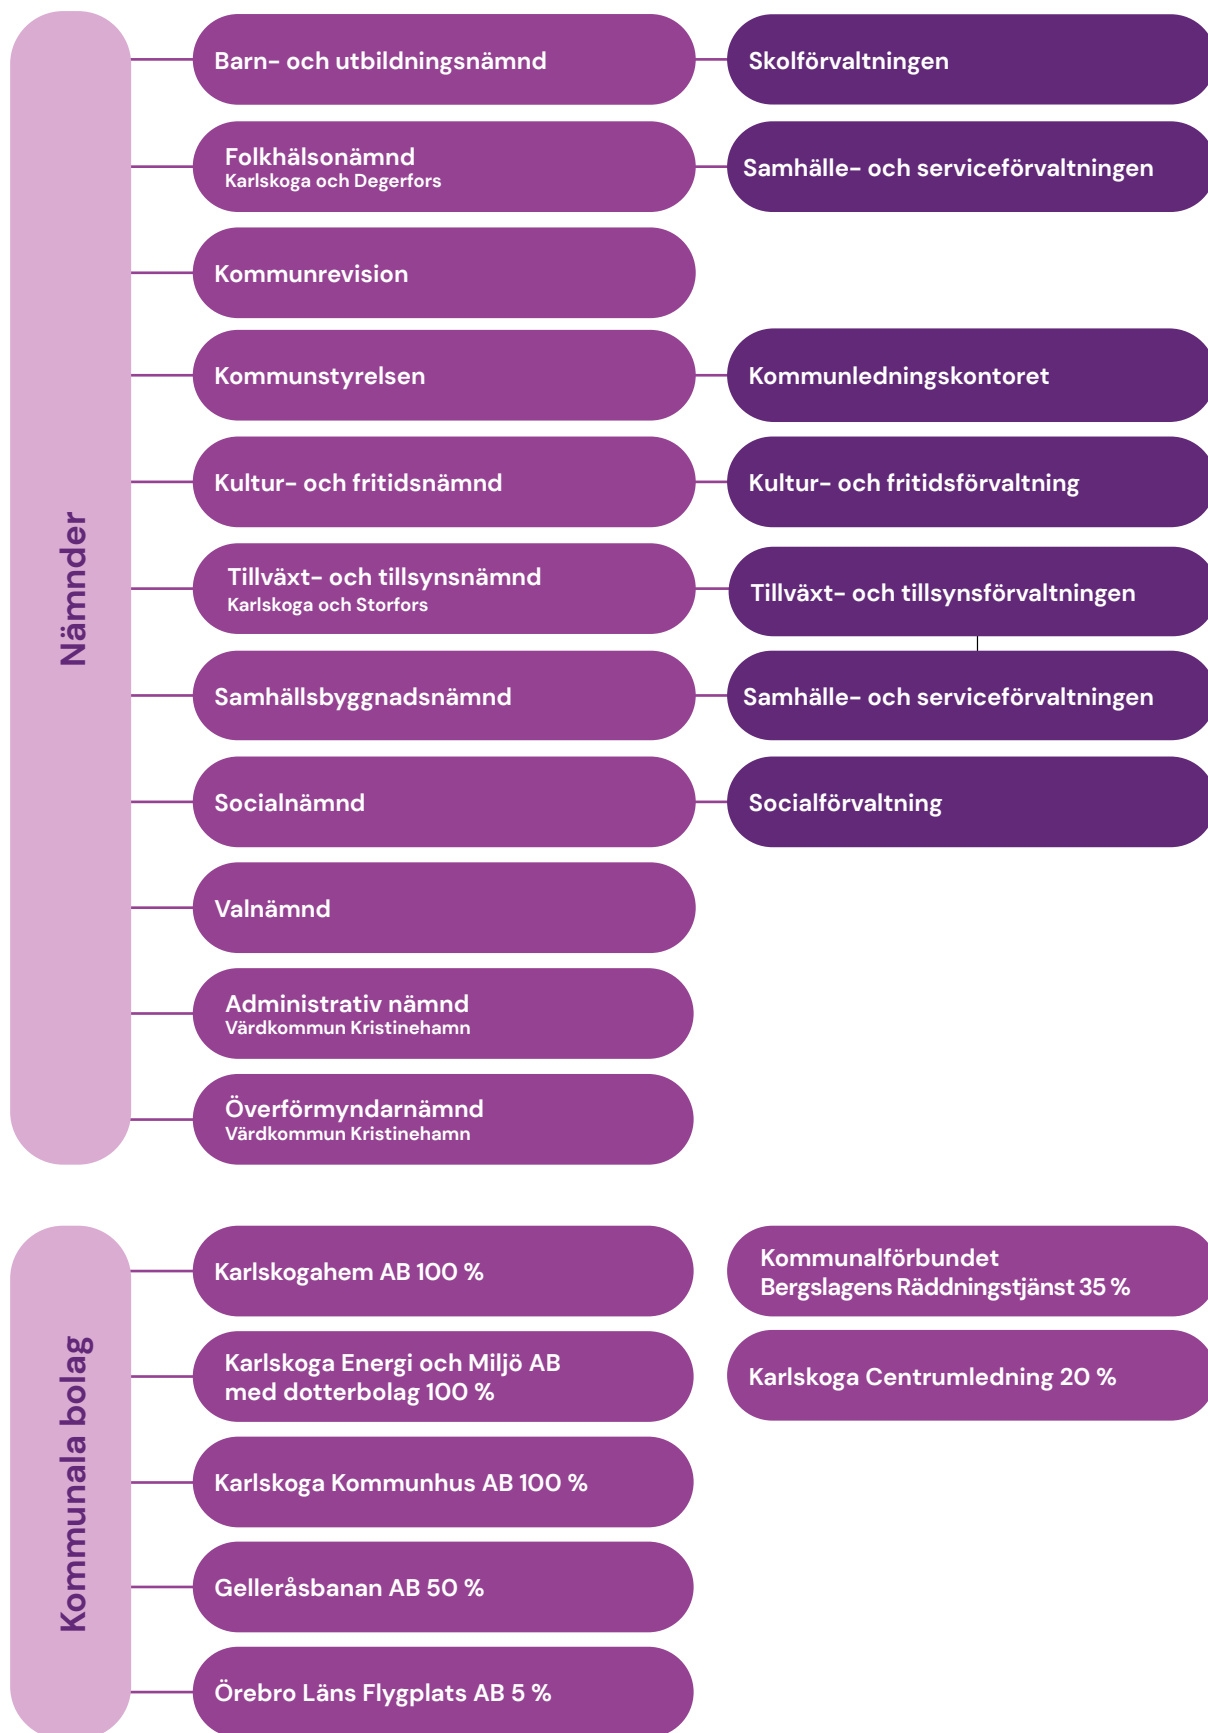 Nämnder
Barn- och utbildningsnämnd
Skolförvaltningen
Folkhälsonämnd
Karlskoga och Degerfors
Samhälle- och serviceförvaltningen
Kommunrevision
Kommunstyrelsen
Kommunledningskontoret
Kultur- och fritidsnämnd
Kultur- och fritidsförvaltning
Tillväxt- och tillsynsnämnd
Karlskoga och Storfors
Tillväxt- och tillsynsförvaltningen
Samhällsbyggnadsnämnd
Samhälle- och serviceförvaltningen
Socialnämnd
Socialförvaltning
Valnämnd
Administrativ nämnd
Värdkommun Kristinehamn
Överförmyndarnämnd
Värdkommun Kristinehamn
Kommunala bolag
Karlskogahem AB 100 %
Kommunalförbundet
Bergslagens Räddningstjänst 35 %
Karlskoga Energi och Miljö AB
med dotterbolag 100 %
Karlskoga Centrumledning 20 %
Karlskoga Kommunhus AB 100 %
Gelleråsbanan AB 50 %
Örebro Läns Flygplats AB 5 %